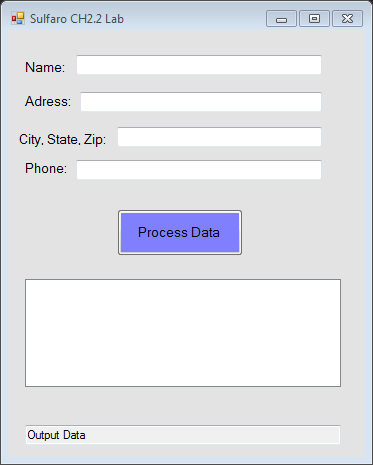 Sulfaro CH2.2 Lab
Name:
Adress:
City, State, Zip:
Phone:
Process Data
Output Data